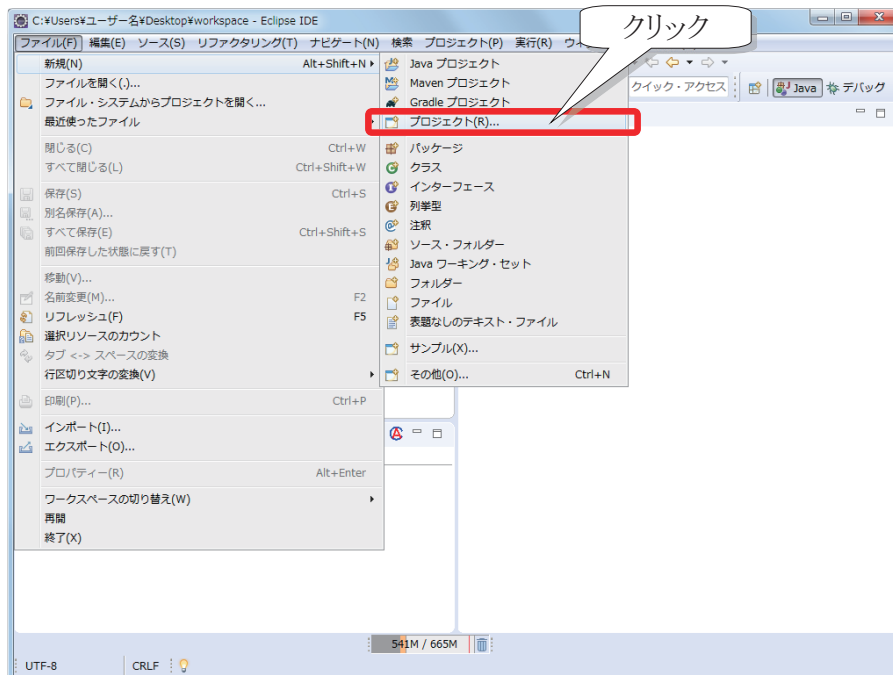 C:¥Users¥ユーザー名¥Desktop¥workspace - Eclipse IDE
クリック
ファイル(F) 編集(E) ソース(S) リファクタリング(T) ナビゲート(N) 検索 プロジェクト(P) 実行(R)
新規(N) Alt+Shift+N
ファイルを開く(.)...
ファイル・システムからプロジェクトを開く...
最近使ったファイル
閉じる(C) Ctrl+W
すべて閉じる(L) Ctrl+Shift+W
保存(S) Ctrl+S
別名保存(A)...
すべて保存(E) Ctrl+Shift+S
前回保存した状態に戻す(T)
移動(V)...
名前変更(M)... F2
リフレッシュ(F) F5
選択リソースのカウント
タブ <-> スペースの変換
行区切り文字の変換(V)
印刷(P)... Ctrl+P
インポート(I)...
エクスポート(O)...
プロパティー(R) Alt+Enter
ワークスペースの切り替え(W)
再開
終了(X)
Java プロジェクト
Maven プロジェクト
Gradle プロジェクト
プロジェクト(R)...
パッケージ
クラス
インターフェース
列挙型
注釈
ソース・フォルダー
Java ワーキング・セット
フォルダー
ファイル
表題なしのテキスト・ファイル
サンプル(X)...
その他(O)... Ctrl+N
クイック・アクセス Java デバッグ
541M / 665M
UTF-8 CRLF